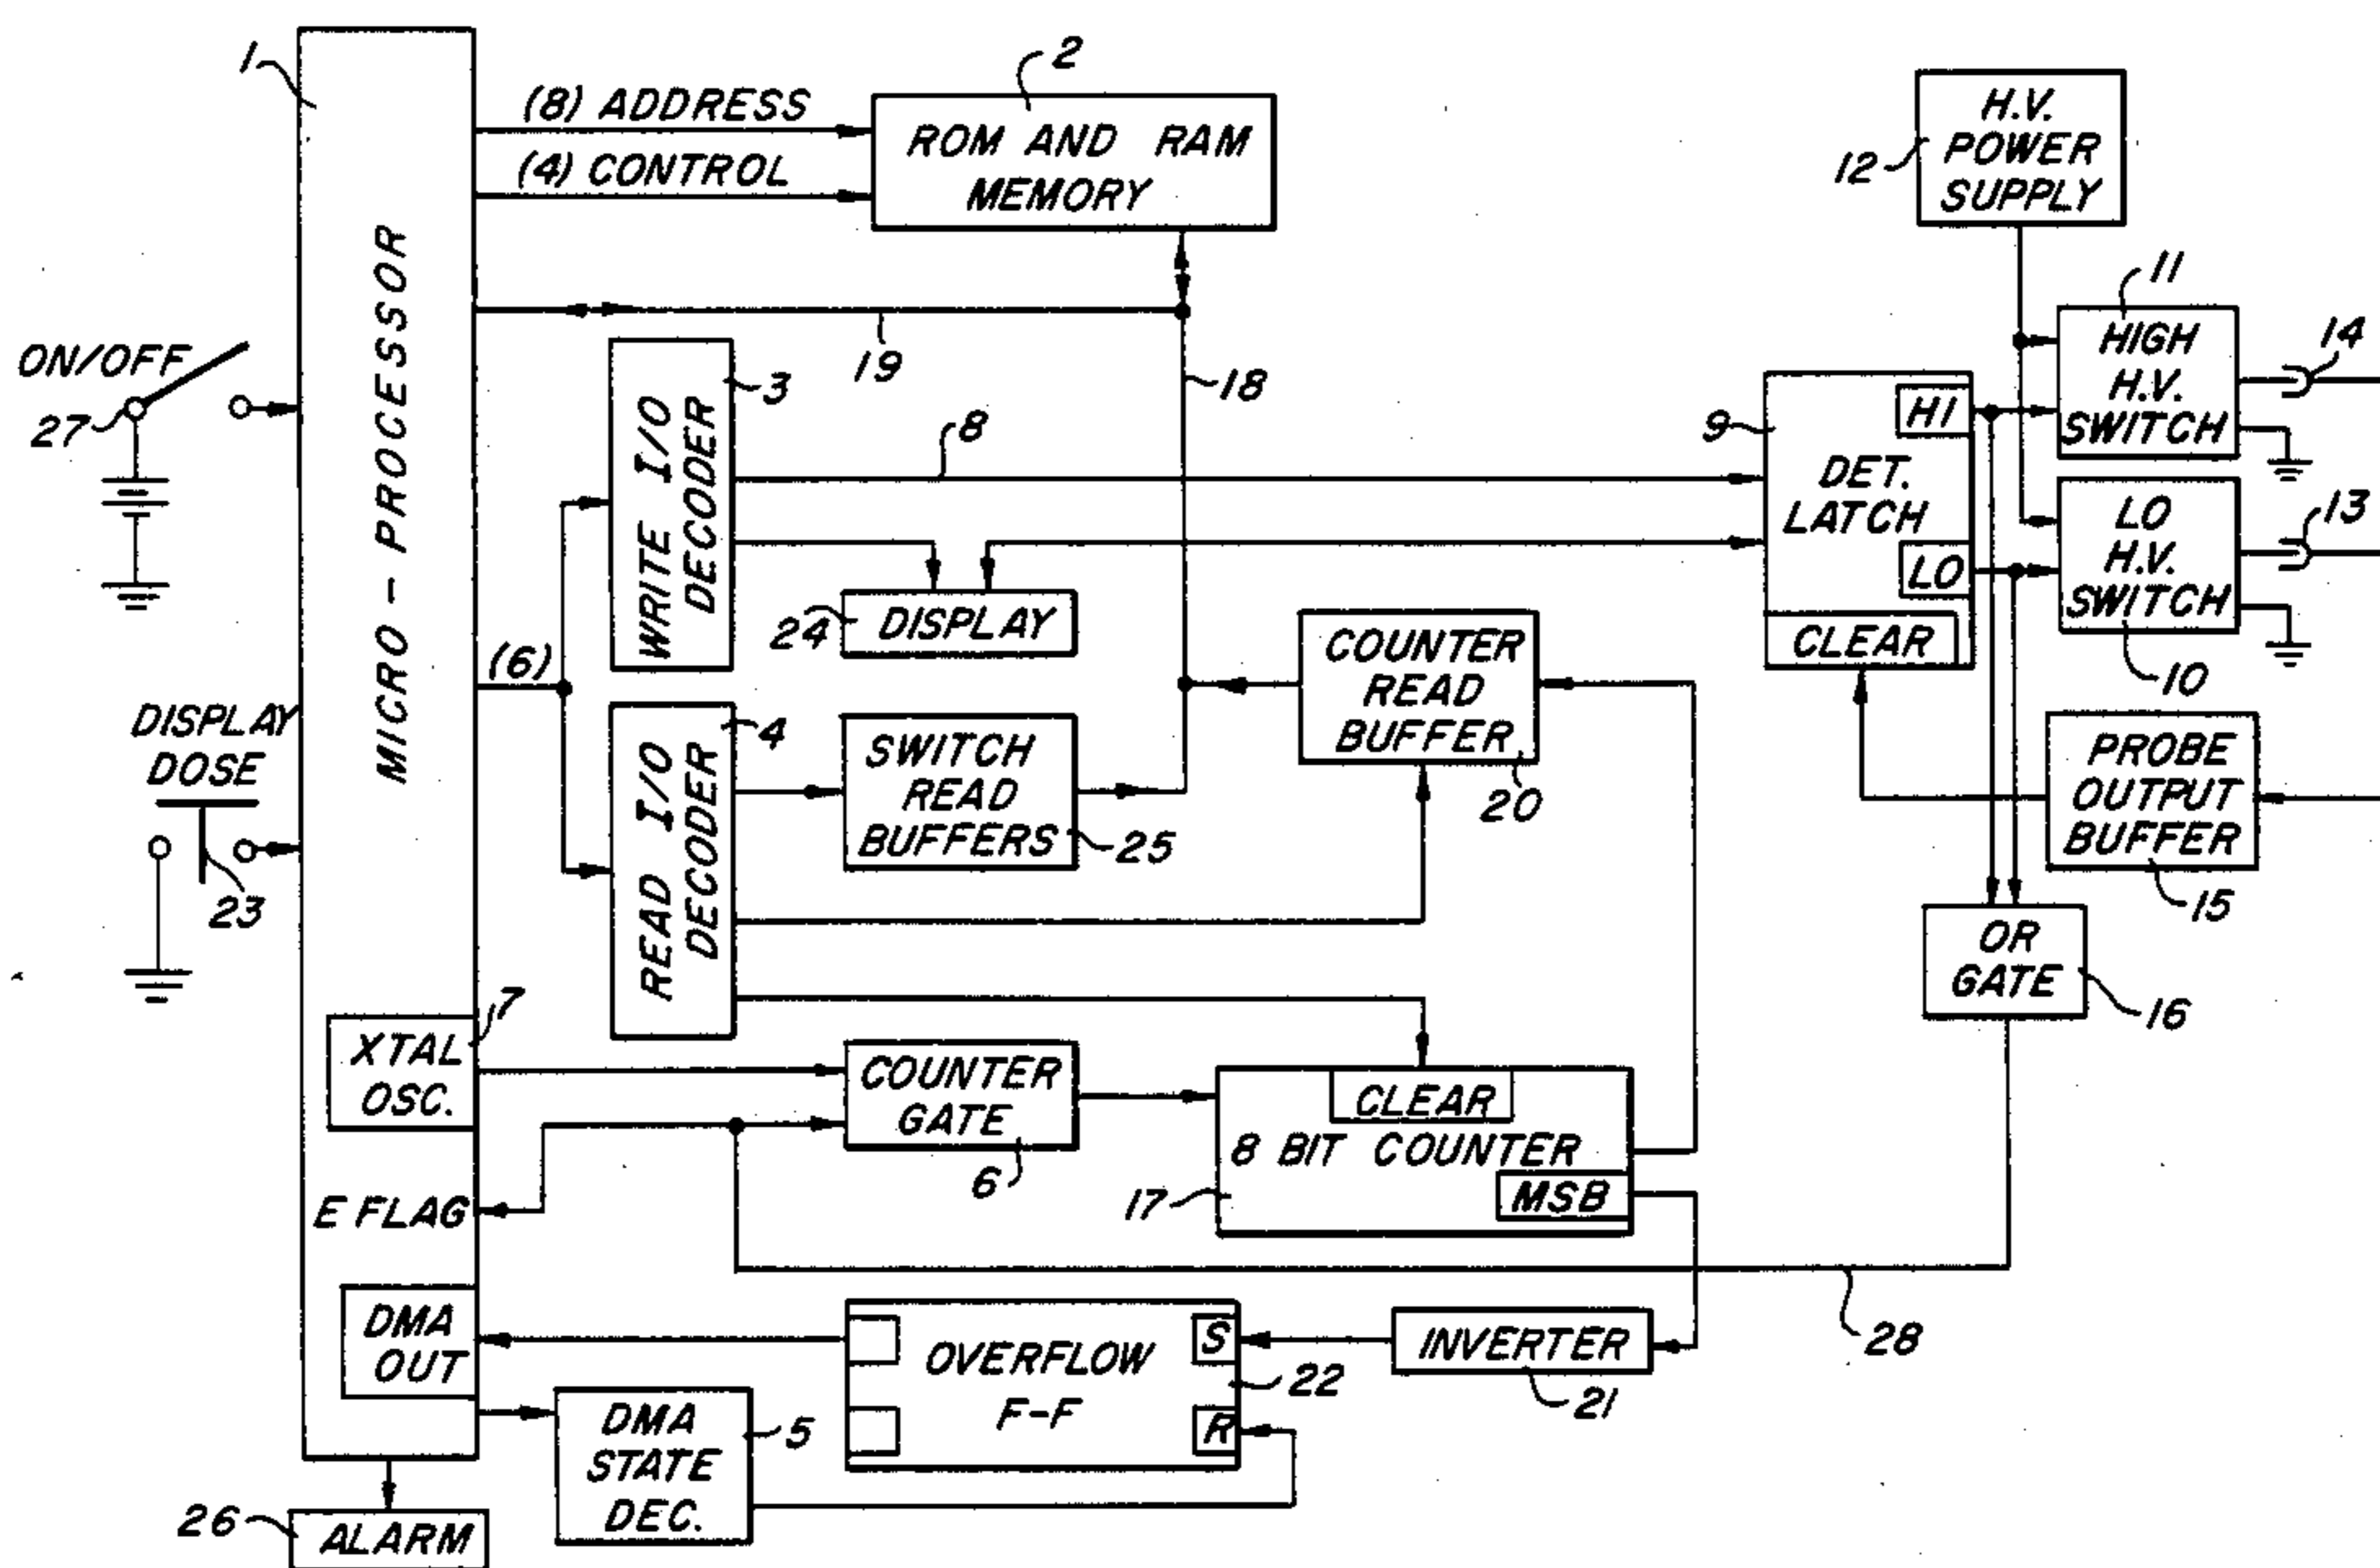 1
2
(8) ADDRESS
(4) CONTROL
ROM AND RAM
MEMORY
H.V.
POWER
SUPPLY
12
MICRO-PROCESSOR
ON/OFF
27
19
18
3
WRITE I/O
DECODER
8
9
HI
DET.
LATCH
LO
CLEAR
11
HIGH
H.V.
SWITCH
14
LO
H.V.
SWITCH
13
10
24
DISPLAY
(6)
COUNTER
READ
BUFFER
20
DISPLAY
DOSE
23
4
READ I/O
DECODER
SWITCH
READ
BUFFERS
25
PROBE
OUTPUT
BUFFER
15
OR
GATE
16
7
XTAL
OSC.
COUNTER
GATE
6
CLEAR
8 BIT COUNTER
MSB
17
E FLAG
28
DMA
OUT
OVERFLOW
F-F
S
R
22
INVERTER
21
DMA
STATE
DEC.
5
26
ALARM